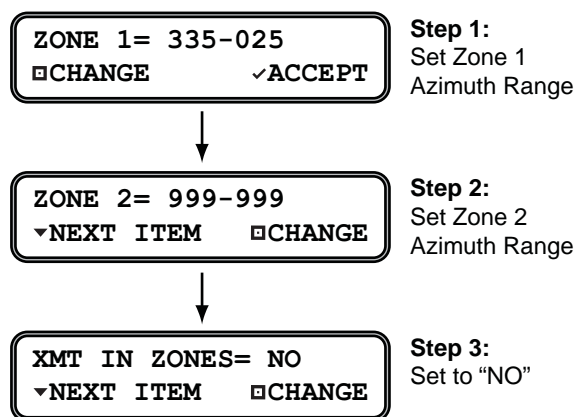 ZONE 1= 335-025
⊡CHANGE ✓ACCEPT
Step 1:
Set Zone 1
Azimuth Range
ZONE 2= 999-999
▼NEXT ITEM ⊡CHANGE
Step 2:
Set Zone 2
Azimuth Range
XMT IN ZONES= NO
▼NEXT ITEM ⊡CHANGE
Step 3:
Set to “NO”